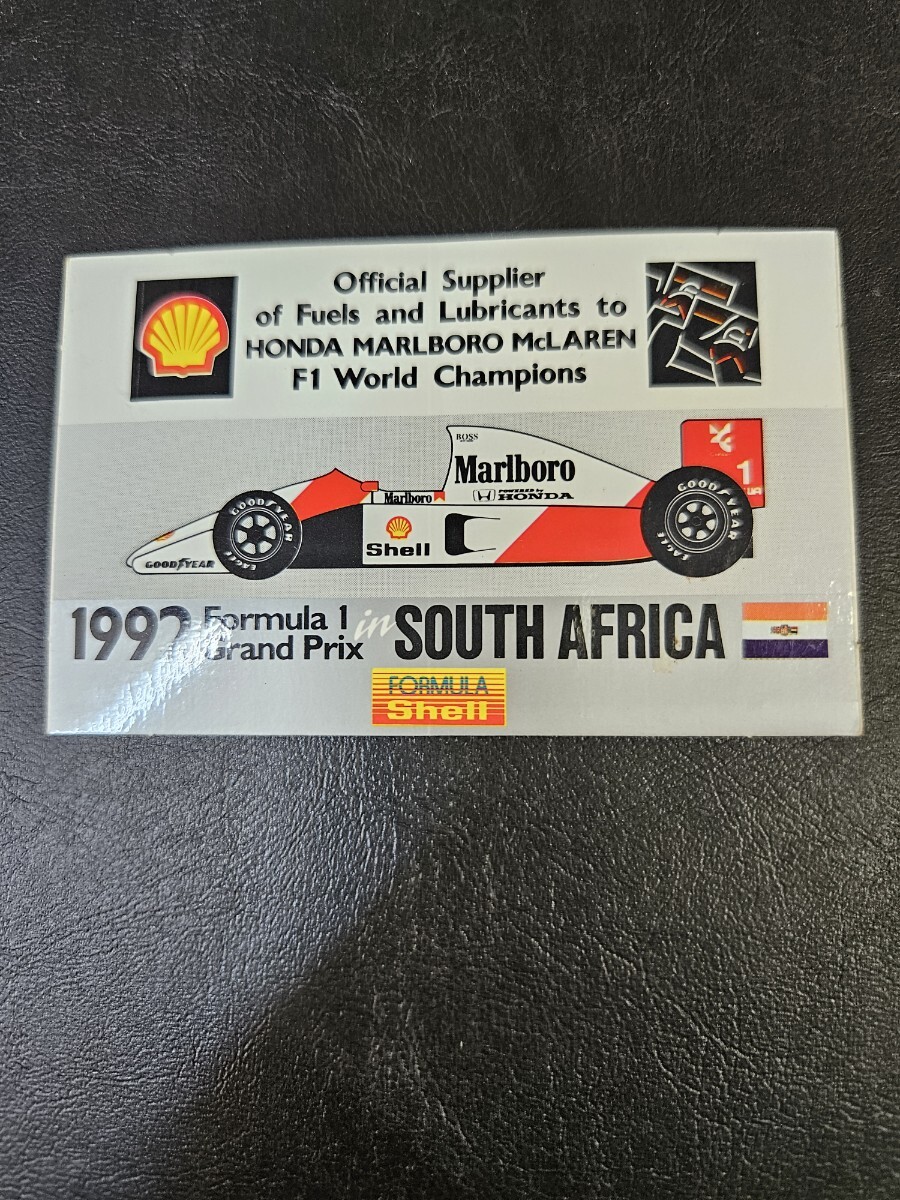 Official Supplier
of Fuels and Lubricants to
HONDA MARLBORO McLAREN
F1 World Champions
BOSS
Marlboro
HONDA
Marlboro
1
GOODYEAR
EAGLE
GOODYEAR
EAGLE
Shell
GOODYEAR
1992 Formula 1
Grand Prix
in SOUTH AFRICA
FORMULA
Shell